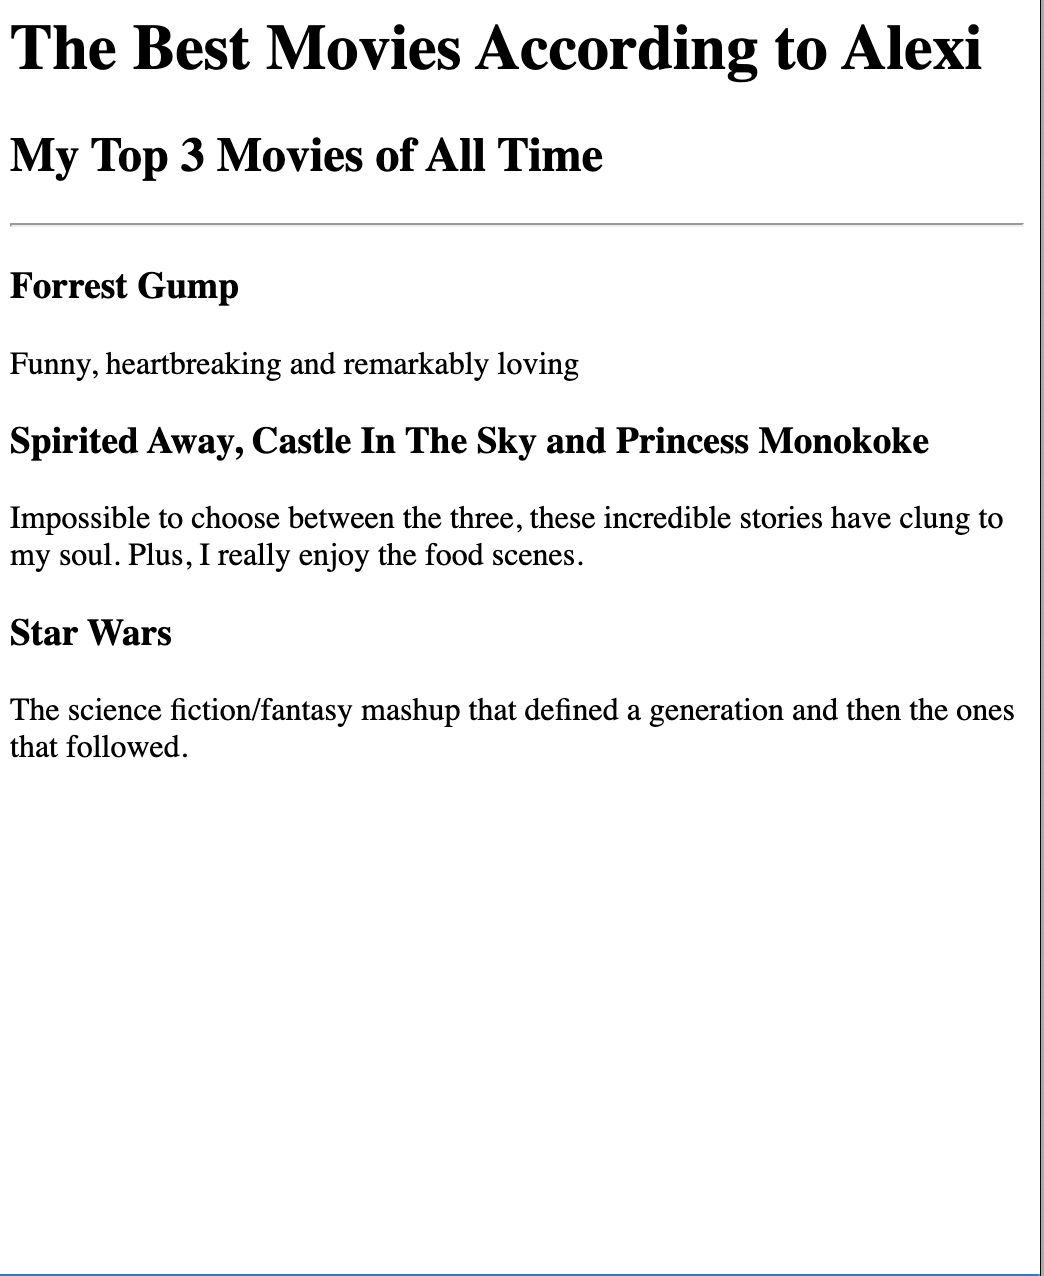 The Best Movies According to Alexi
My Top 3 Movies of All Time
Forrest Gump
Funny, heartbreaking and remarkably loving
Spirited Away, Castle In The Sky and Princess Monokoke
Impossible to choose between the three, these incredible stories have clung to
my soul. Plus, I really enjoy the food scenes.
Star Wars
The science fiction/fantasy mashup that defined a generation and then the ones
that followed.